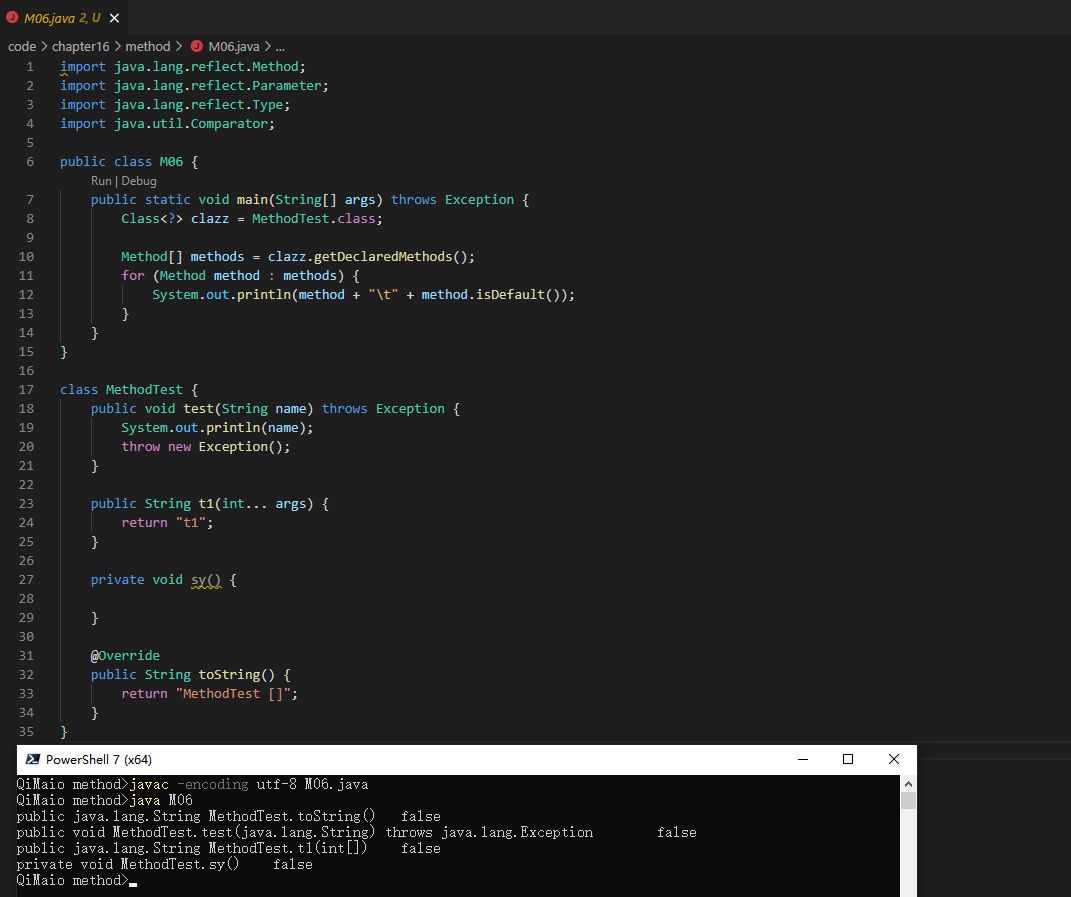 M06.java 2, U
code > chapter16 > method > M06.java > ...
1 import java.lang.reflect.Method;
2 import java.lang.reflect.Parameter;
3 import java.lang.reflect.Type;
4 import java.util.Comparator;
5
6 public class M06 {
Run | Debug
7 public static void main(String[] args) throws Exception {
8 Class<?> clazz = MethodTest.class;
9
10 Method[] methods = clazz.getDeclaredMethods();
11 for (Method method : methods) {
12 System.out.println(method + "\t" + method.isDefault());
13 }
14 }
15 }
16
17 class MethodTest {
18 public void test(String name) throws Exception {
19 System.out.println(name);
20 throw new Exception();
21 }
22
23 public String t1(int... args) {
24 return "t1";
25 }
26
27 private void sy() {
28
29 }
30
31 @Override
32 public String toString() {
33 return "MethodTest []";
34 }
35 }
PowerShell 7 (x64)
QiMaio method>javac -encoding utf-8 M06.java
QiMaio method>java M06
public java.lang.String MethodTest.toString() false
public void MethodTest.test(java.lang.String) throws java.lang.Exception false
public java.lang.String MethodTest.t1(int[]) false
private void MethodTest.sy() false
QiMaio method>